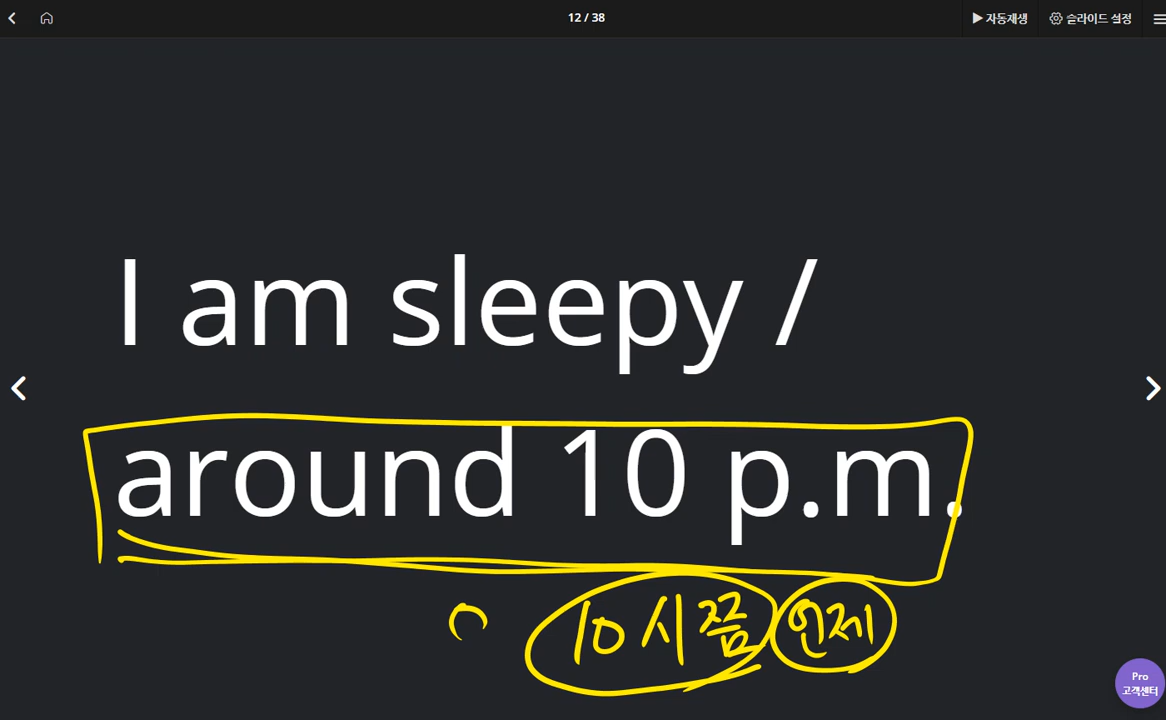 12 / 38
▶ 자동재생
슬라이드 설정
I am sleepy /
around 10 p.m.
10시쯤 언제
Pro
고객센터